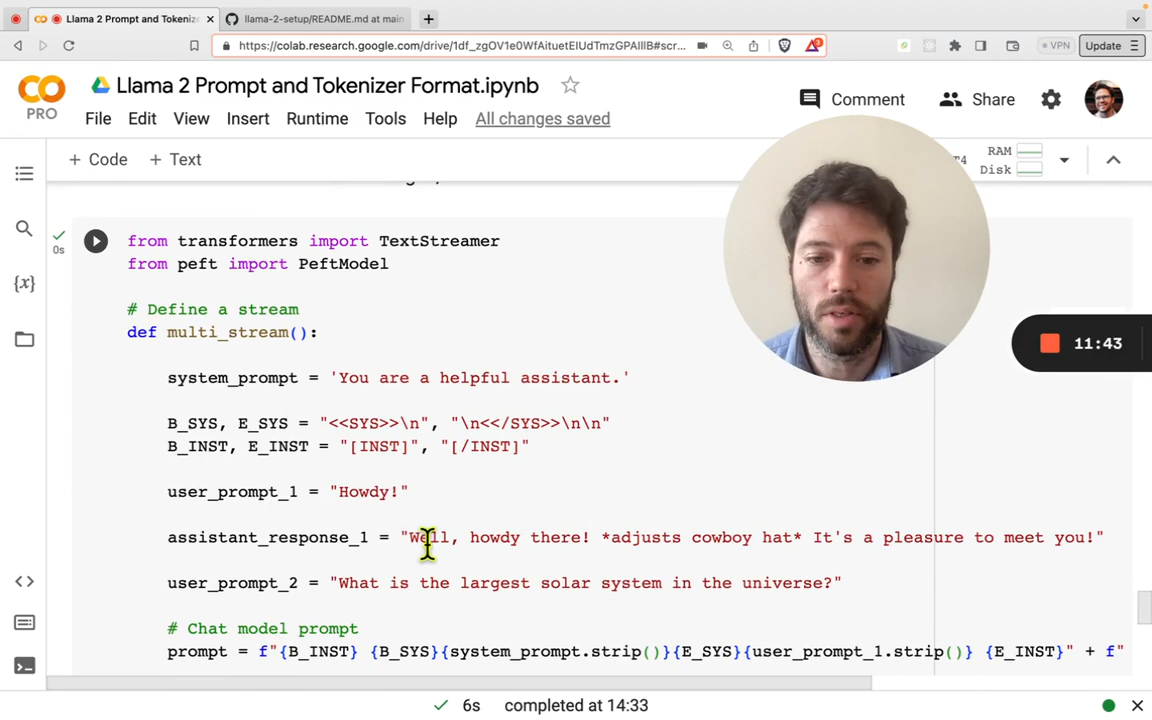 Llama 2 Prompt and Tokenize
llama-2-setup/README.md at main
https://colab.research.google.com/drive/1df_zgOV1e0WfAituetEIUdTmzGPAIllB#scr...
VPN
Update
Llama 2 Prompt and Tokenizer Format.ipynb
PRO
File Edit View Insert Runtime Tools Help All changes saved
Comment
Share
+ Code + Text
T4
RAM
Disk
0s
from transformers import TextStreamer
from peft import PeftModel
# Define a stream
def multi_stream():
system_prompt = 'You are a helpful assistant.'
B_SYS, E_SYS = "<<SYS>>\n", "\n<</SYS>>\n\n"
B_INST, E_INST = "[INST]", "[/INST]"
user_prompt_1 = "Howdy!"
assistant_response_1 = "Well, howdy there! *adjusts cowboy hat* It's a pleasure to meet you!"
user_prompt_2 = "What is the largest solar system in the universe?"
# Chat model prompt
prompt = f"{B_INST} {B_SYS}{system_prompt.strip()}{E_SYS}{user_prompt_1.strip()} {E_INST}" + f"
11:43
{x}
6s completed at 14:33